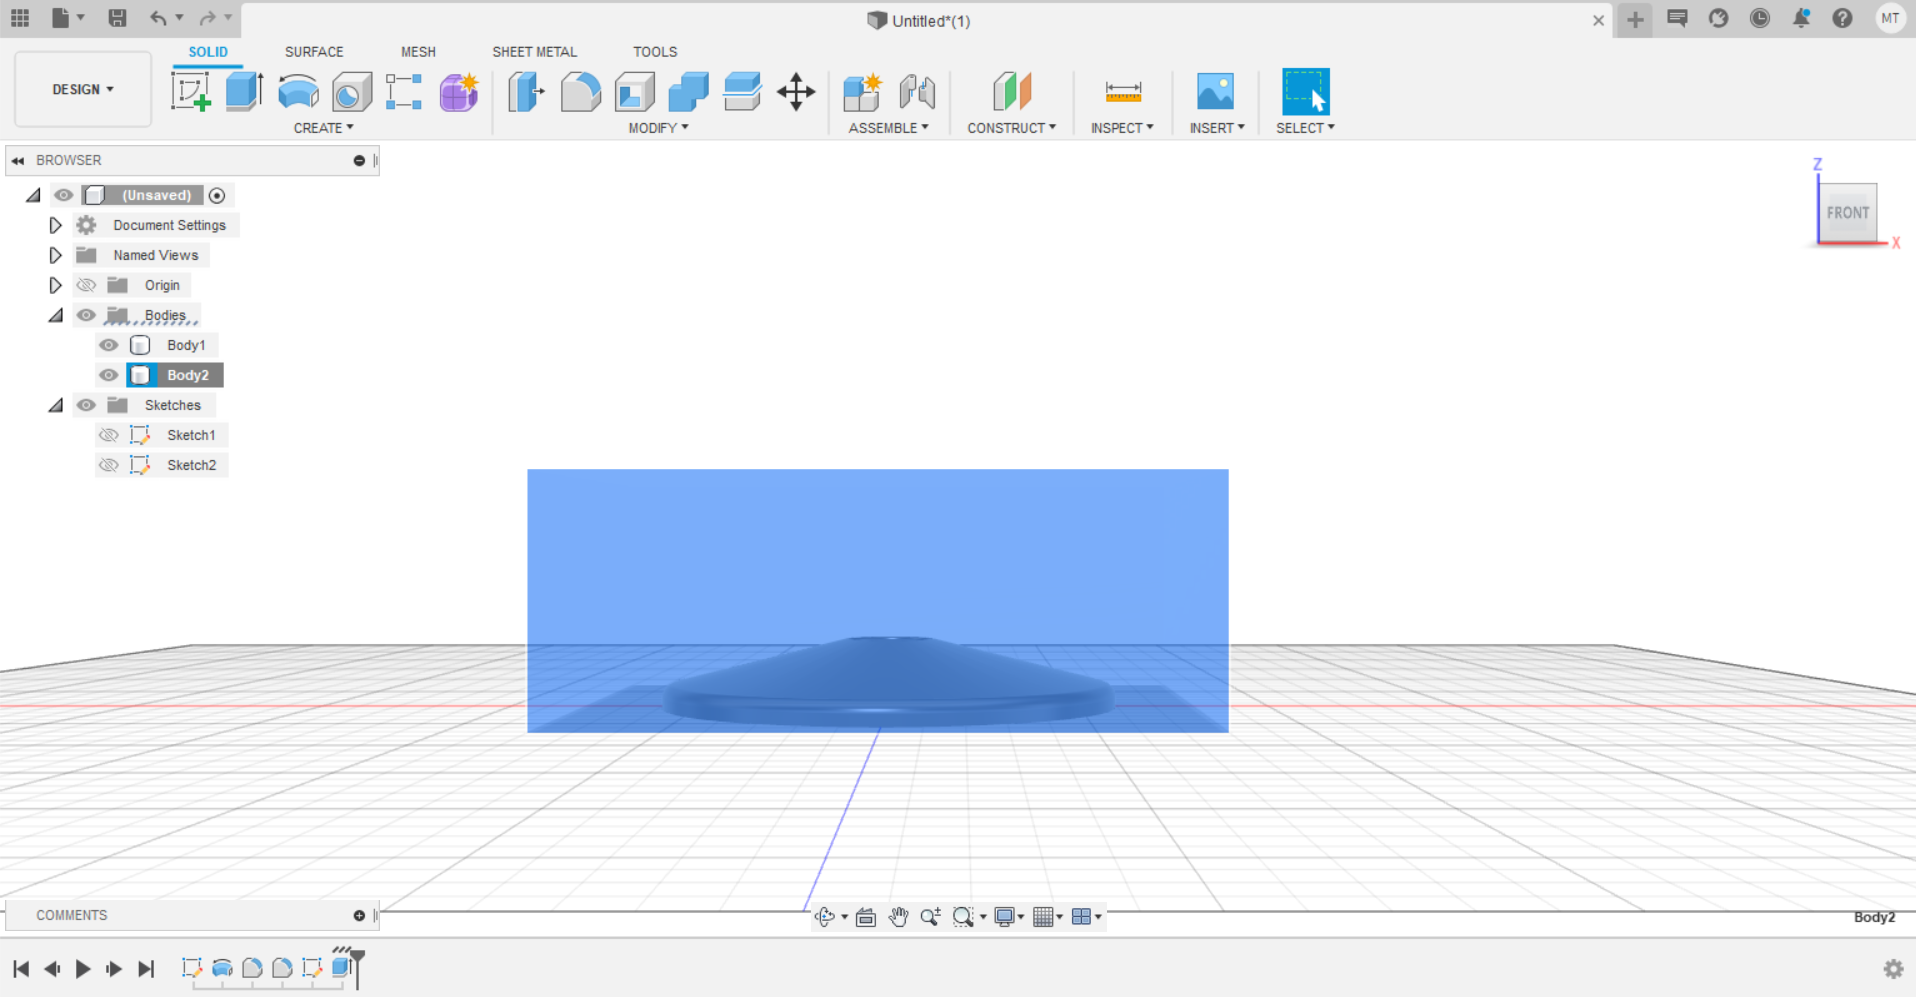 Untitled*(1)
MT
DESIGN
SOLID
SURFACE
MESH
SHEET METAL
TOOLS
CREATE
MODIFY
ASSEMBLE
CONSTRUCT
INSPECT
INSERT
SELECT
BROWSER
(Unsaved)
Document Settings
Named Views
Origin
Bodies
Body1
Body2
Sketches
Sketch1
Sketch2
Z
FRONT
X
COMMENTS
Body2